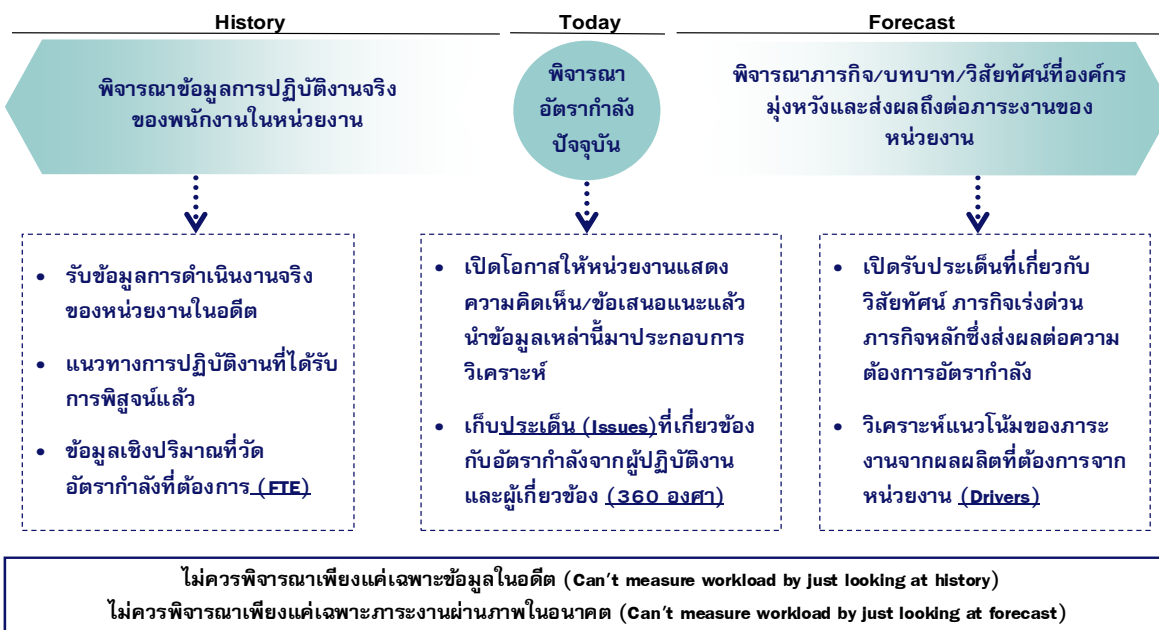 History
Today
Forecast
พิจารณาข้อมูลการปฏิบัติงานจริง
ของพนักงานในหน่วยงาน
พิจารณา
อัตรากำลัง
ปัจจุบัน
พิจารณาภารกิจ/บทบาท/วิสัยทัศน์ที่องค์กร
มุ่งหวังและส่งผลถึงต่อภาระงานของ
หน่วยงาน
• รับข้อมูลการดำเนินงานจริง
ของหน่วยงานในอดีต
• แนวทางการปฏิบัติงานที่ได้รับ
การพิสูจน์แล้ว
• ข้อมูลเชิงปริมาณที่วัด
อัตรากำลังที่ต้องการ (FTE)
• เปิดโอกาสให้หน่วยงานแสดง
ความคิดเห็น/ข้อเสนอแนะแล้ว
นำข้อมูลเหล่านี้มาประกอบการ
วิเคราะห์
• เก็บประเด็น (Issues)ที่เกี่ยวข้อง
กับอัตรากำลังจากผู้ปฏิบัติงาน
และผู้เกี่ยวข้อง (360 องศา)
• เปิดรับประเด็นที่เกี่ยวกับ
วิสัยทัศน์ ภารกิจเร่งด่วน
ภารกิจหลักซึ่งส่งผลต่อความ
ต้องการอัตรากำลัง
• วิเคราะห์แนวโน้มของภาระ
งานจากผลผลิตที่ต้องการจาก
หน่วยงาน (Drivers)
ไม่ควรพิจารณาเพียงแค่เฉพาะข้อมูลในอดีต (Can't measure workload by just looking at history)
ไม่ควรพิจารณาเพียงแค่เฉพาะภาระงานผ่านภาพในอนาคต (Can't measure workload by just looking at forecast)